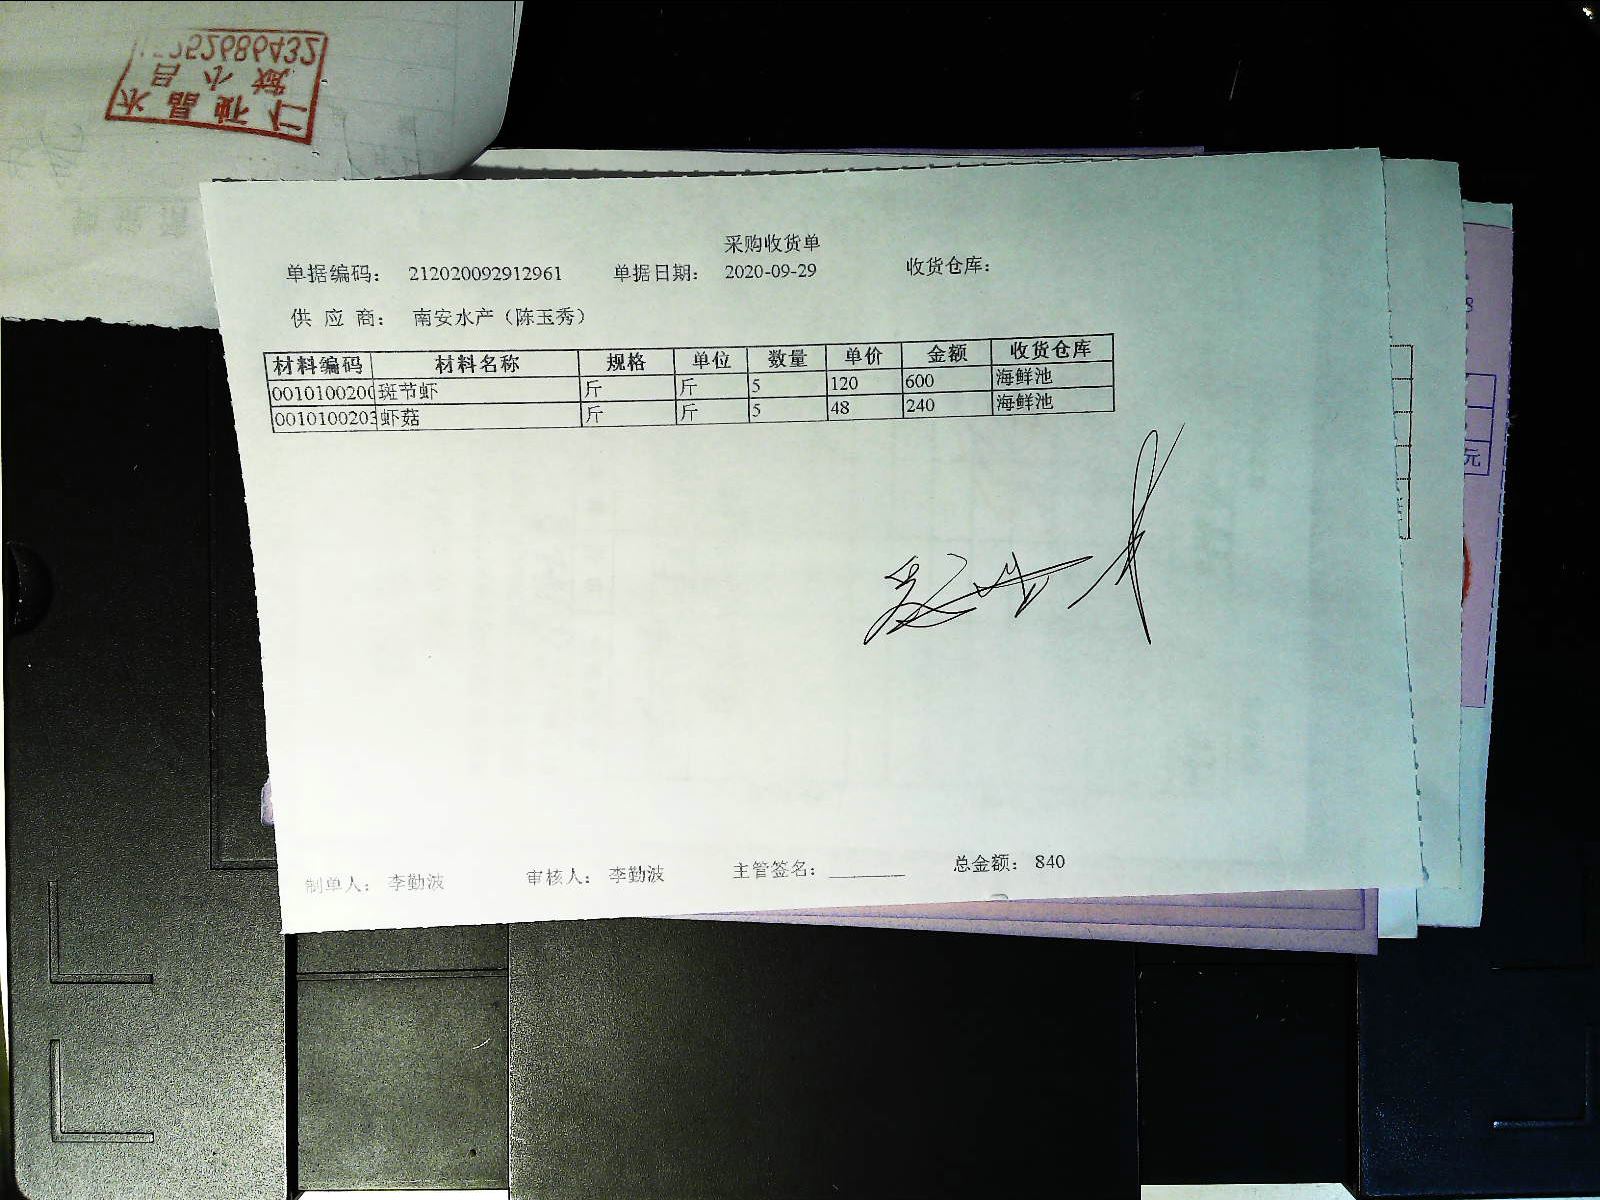 采购收货单
单据编码： 212020092912961 单据日期： 2020-09-29 收货仓库：
供 应 商： 南安水产（陈玉秀）
材料编码 材料名称 规格 单位 数量 单价 金额 收货仓库
0010100200 斑节虾 斤 斤 5 120 600 海鲜池
0010100203 虾菇 斤 斤 5 48 240 海鲜池
制单人： 李勤波 审核人： 李勤波 主管签名： 总金额： 840
元